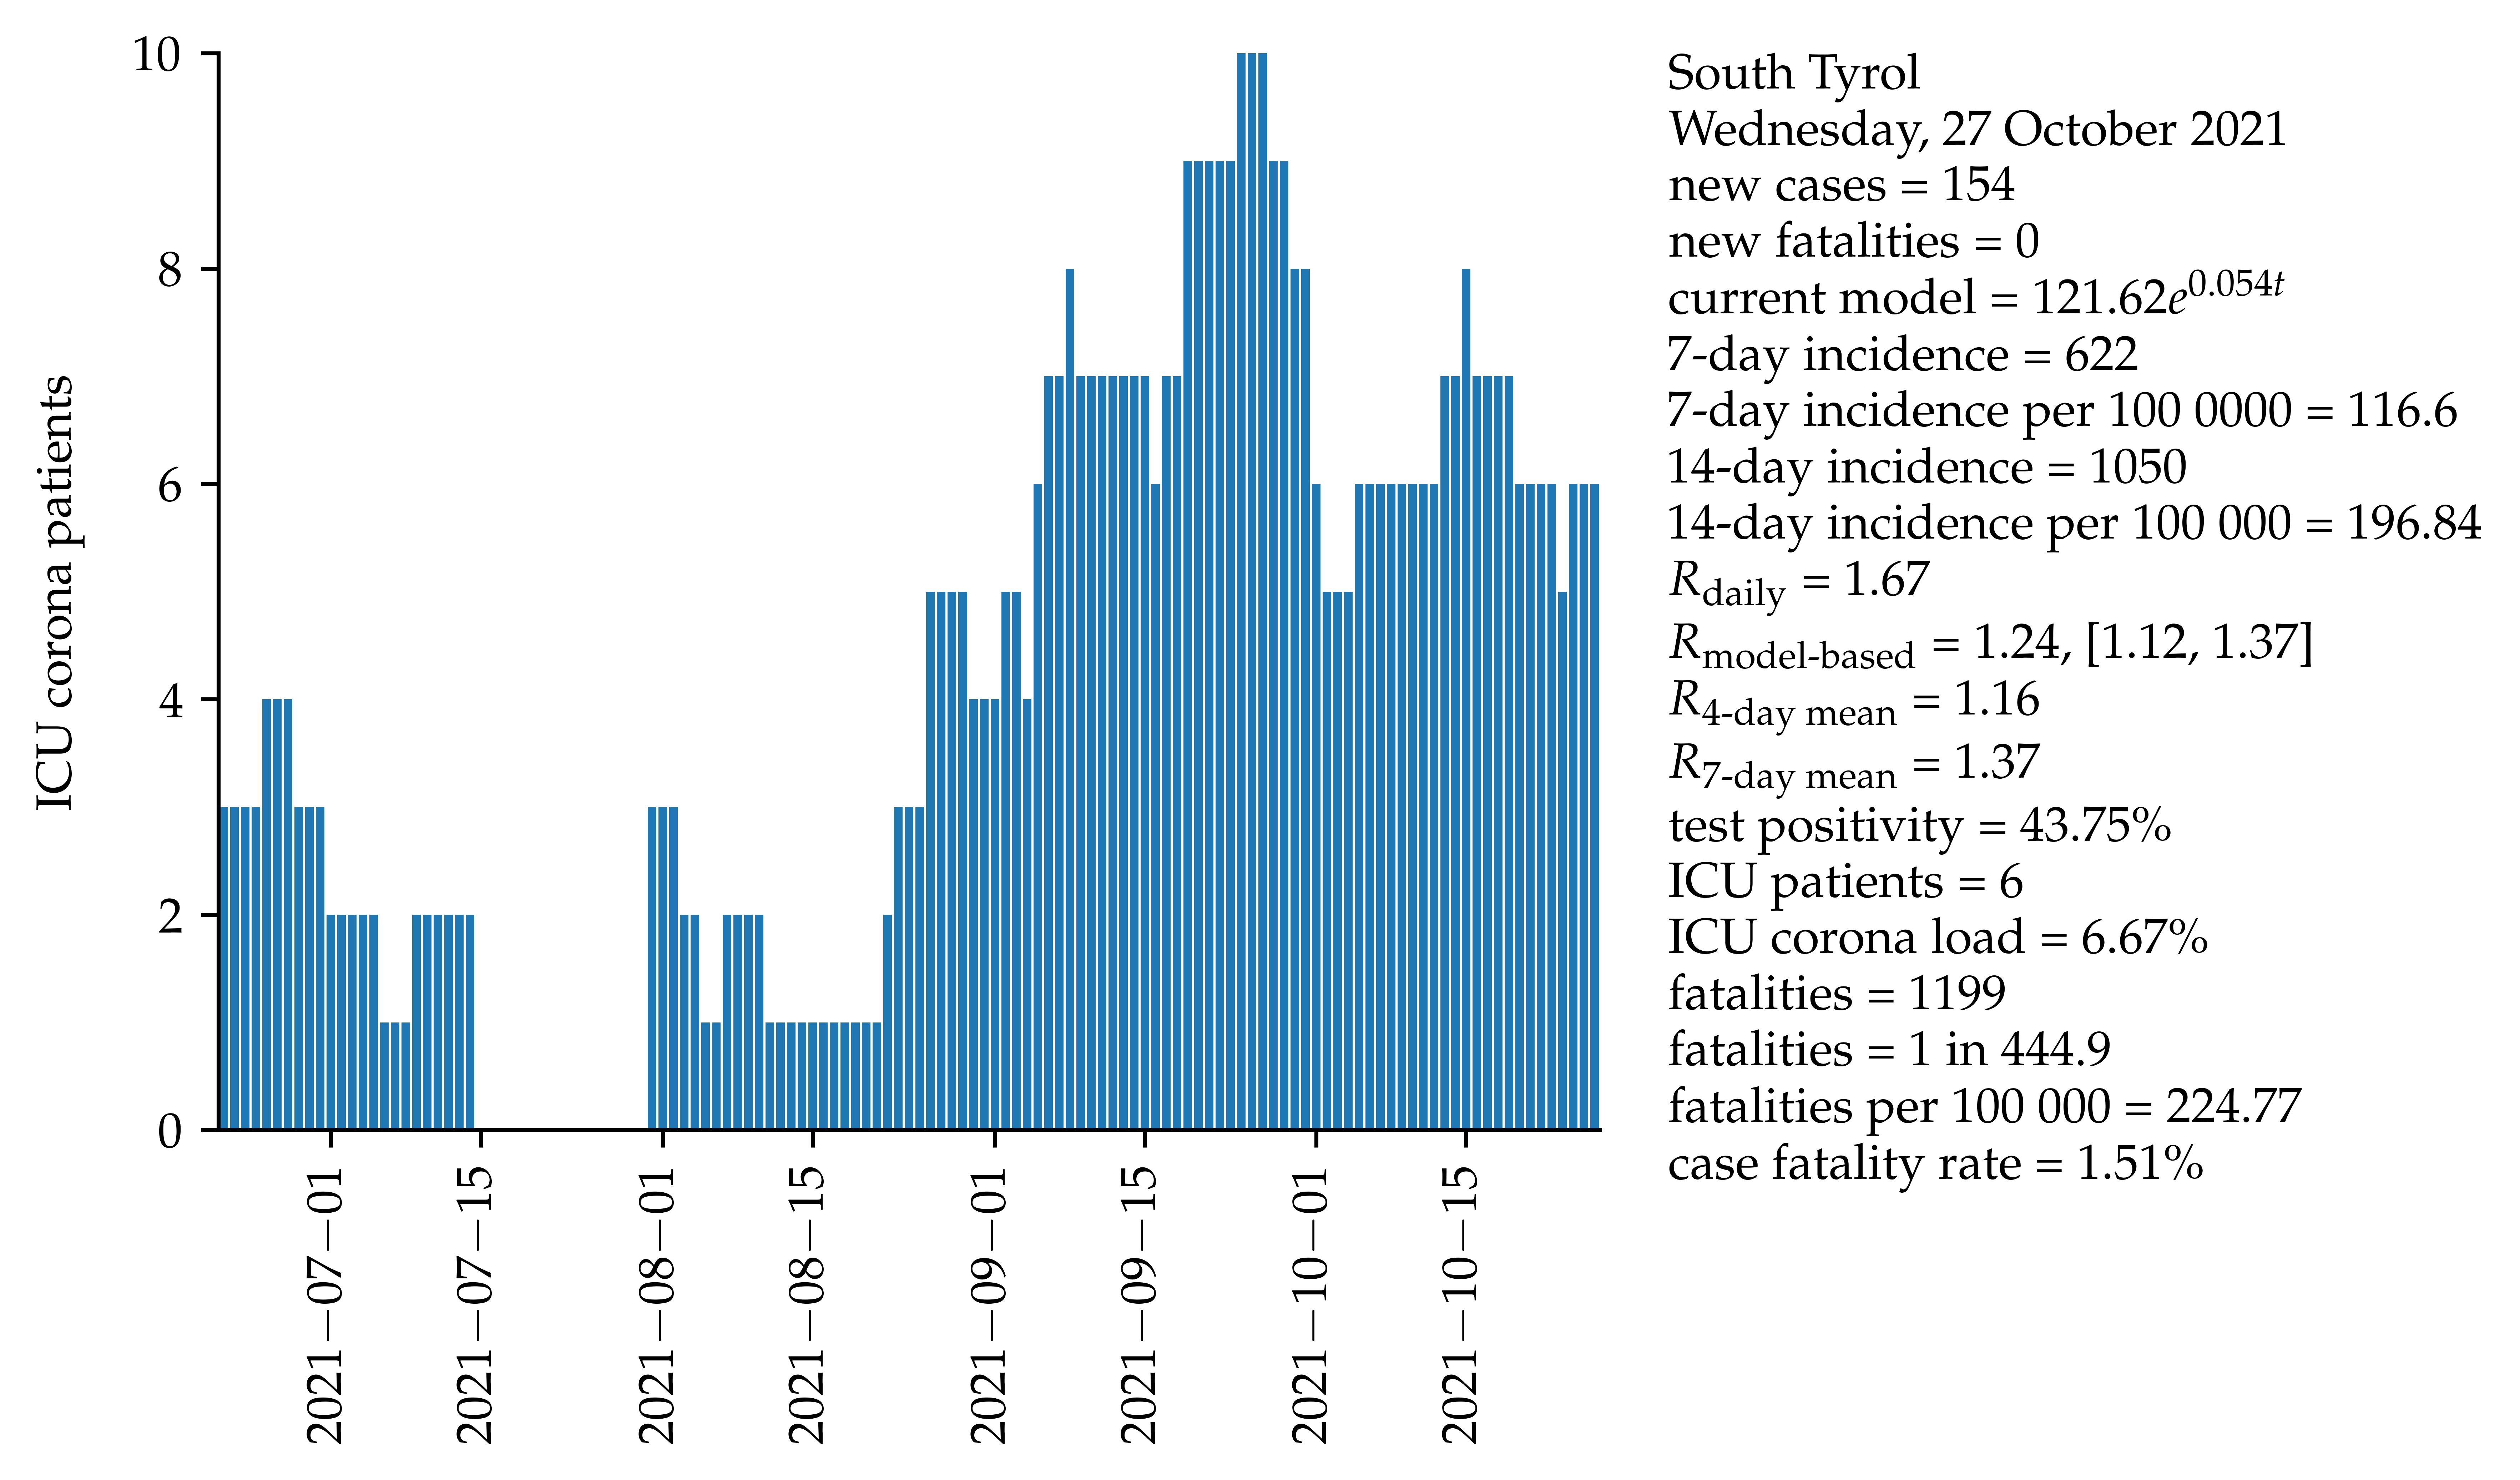 10
8
6
4
2
0
ICU corona patients
2021−07−01
2021−07−15
2021−08−01
2021−08−15
2021−09−01
2021−09−15
2021−10−01
2021−10−15
South Tyrol
Wednesday, 27 October 2021
new cases = 154
new fatalities = 0
current model = 121.62e^0.054t
7-day incidence = 622
7-day incidence per 100 0000 = 116.6
14-day incidence = 1050
14-day incidence per 100 000 = 196.84
R_daily = 1.67
R_model-based = 1.24, [1.12, 1.37]
R_4-day mean = 1.16
R_7-day mean = 1.37
test positivity = 43.75%
ICU patients = 6
ICU corona load = 6.67%
fatalities = 1199
fatalities = 1 in 444.9
fatalities per 100 000 = 224.77
case fatality rate = 1.51%